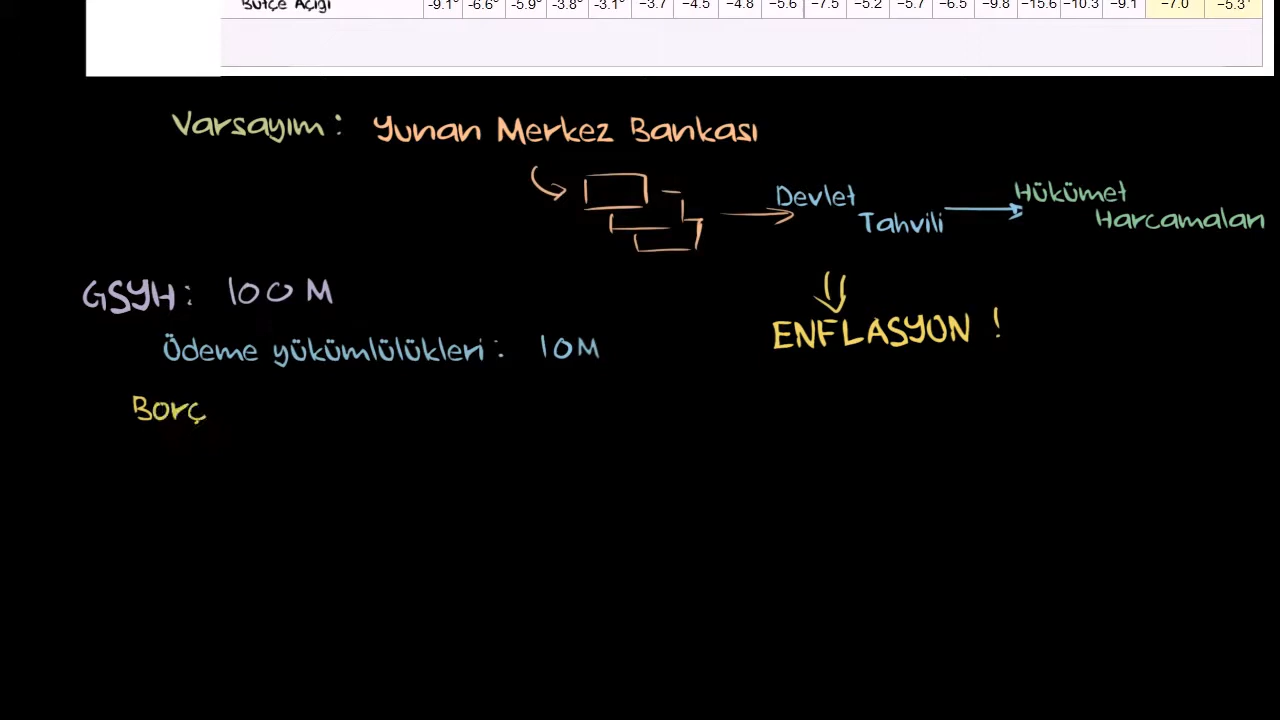 Bütçe Açığı -9.1 -6.6 -5.9 -3.8 -3.1 -3.7 -4.5 -4.8 -5.6 -7.5 -5.2 -5.7 -6.5 -9.8 -15.6 -10.3 -9.1 -7.0 -5.3
Varsayım: Yunan Merkez Bankası
Devlet Tahvili
Hükümet Harcamaları
GSYH: 100 M
ENFLASYON !
Ödeme yükümlülükleri: 10M
Borç